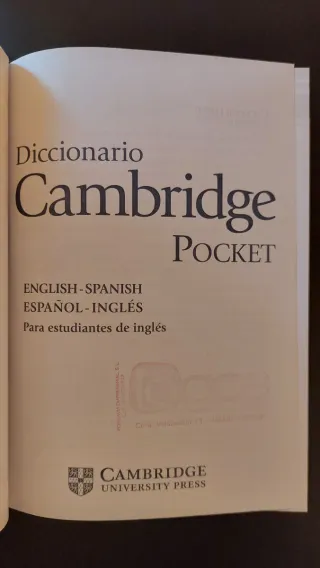 Diccionario
Cambridge
POCKET
ENGLISH-SPANISH
ESPAÑOL-INGLÉS
Para estudiantes de inglés
CAMBRIDGE
UNIVERSITY PRESS